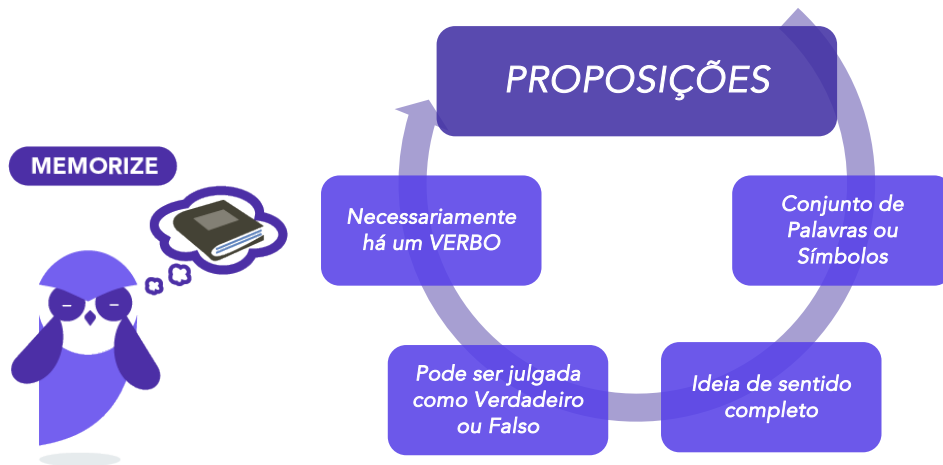 PROPOSIÇÕES
MEMORIZE
Necessariamente
há um VERBO
Conjunto de
Palavras ou
Símbolos
Pode ser julgada
como Verdadeiro
ou Falso
Ideia de sentido
completo